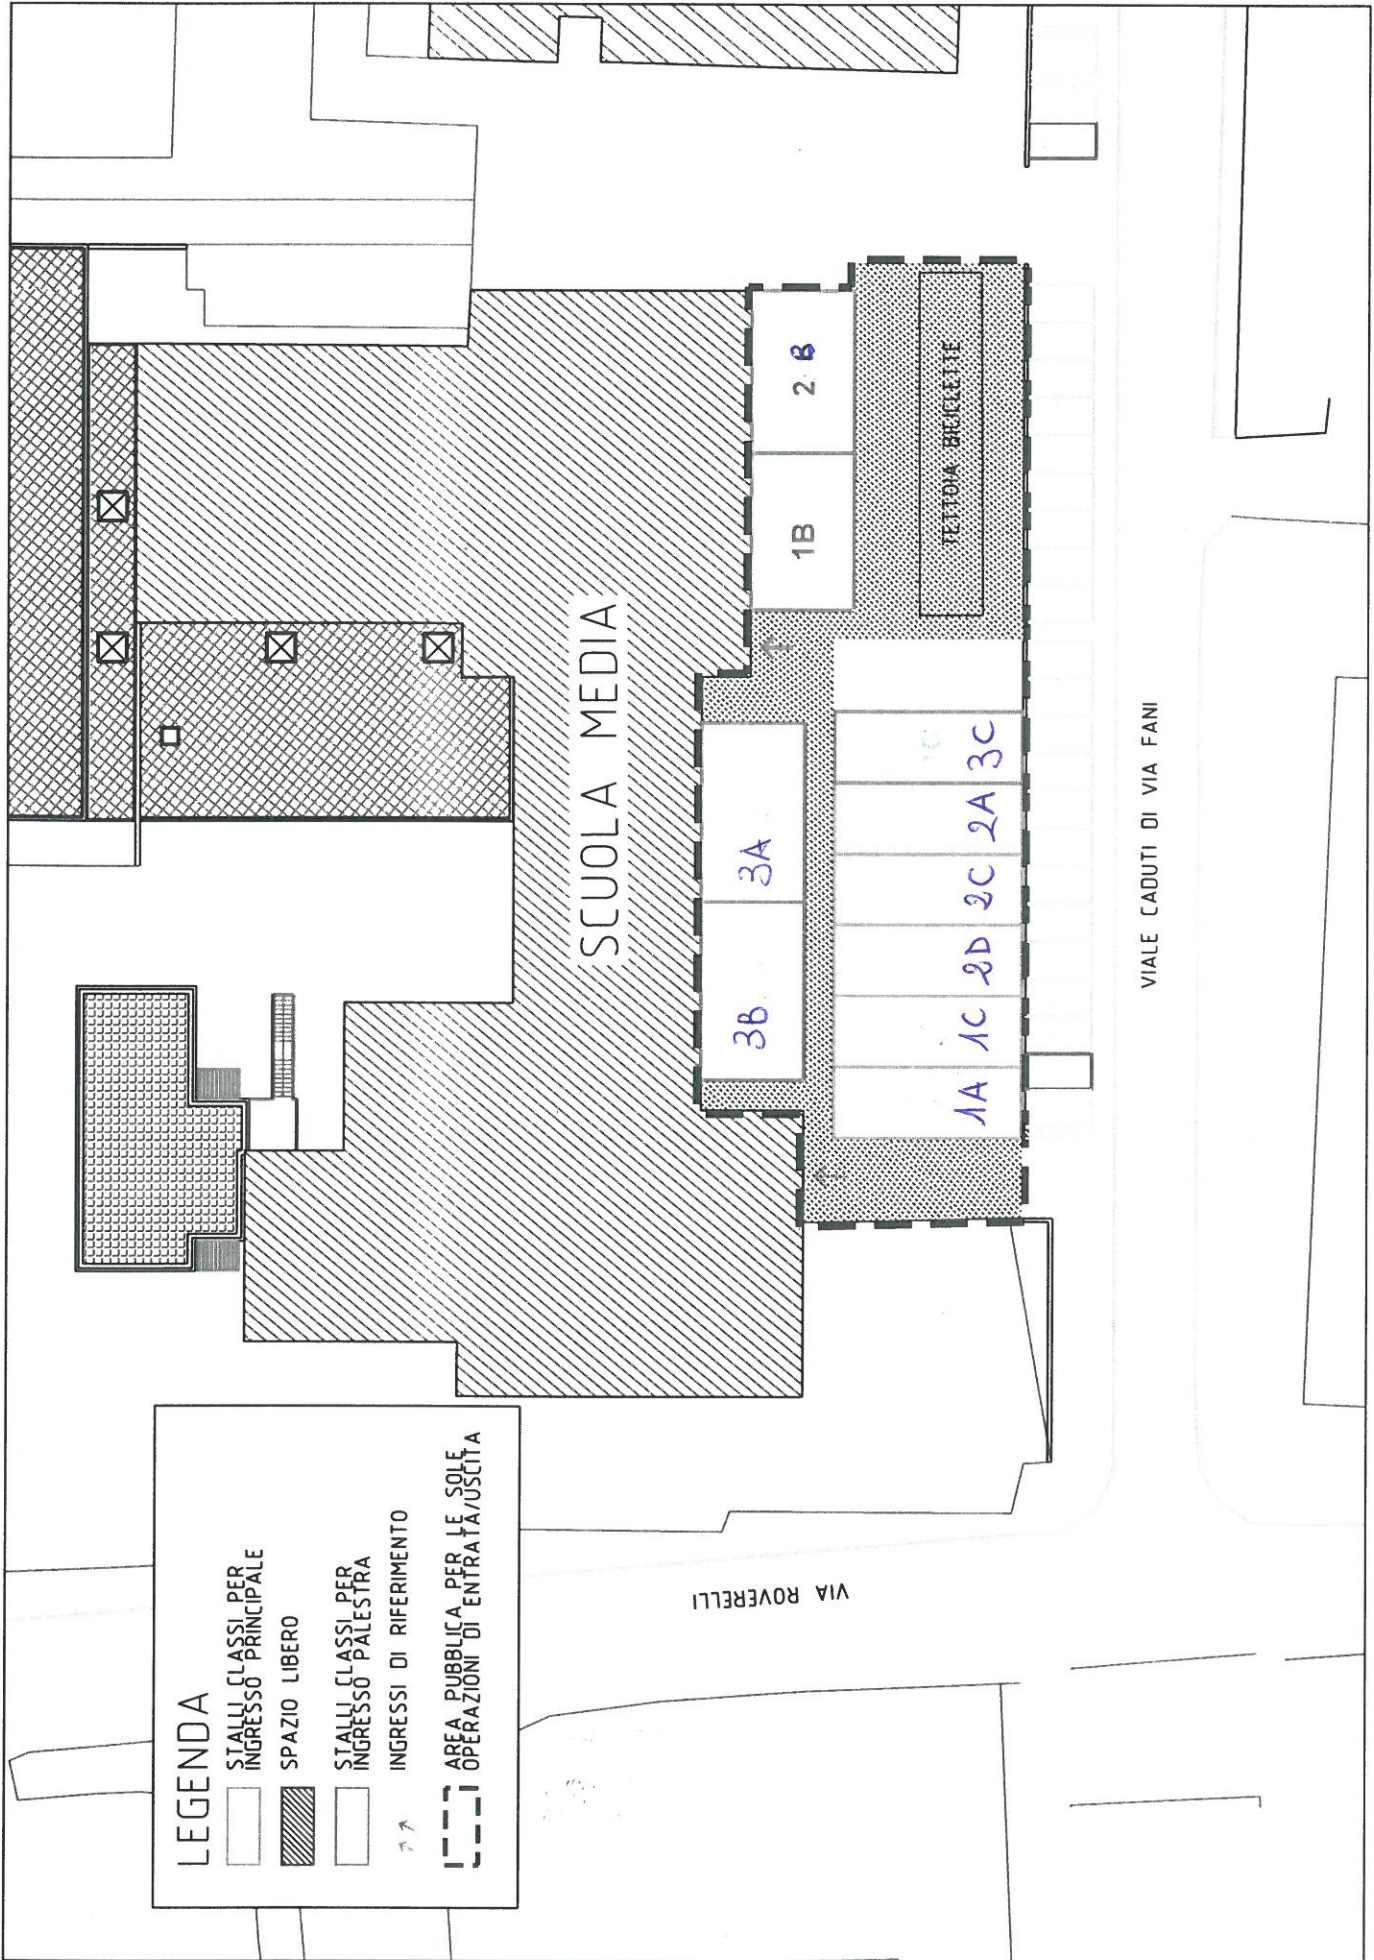 LEGENDA
STALLI CLASSI PER
INGRESSO PRINCIPALE
SPAZIO LIBERO
STALLI CLASSI PER
INGRESSO PALESTRA
INGRESSI DI RIFERIMENTO
AREA PUBBLICA PER LE SOLE
OPERAZIONI DI ENTRATA/USCITA
SCUOLA MEDIA
3B
3A
1B
2 B
1A
1C
2D
2C
2A
3C
TETTOIA BICICLETTE
VIA ROVERELLI
VIALE CADUTI DI VIA FANI